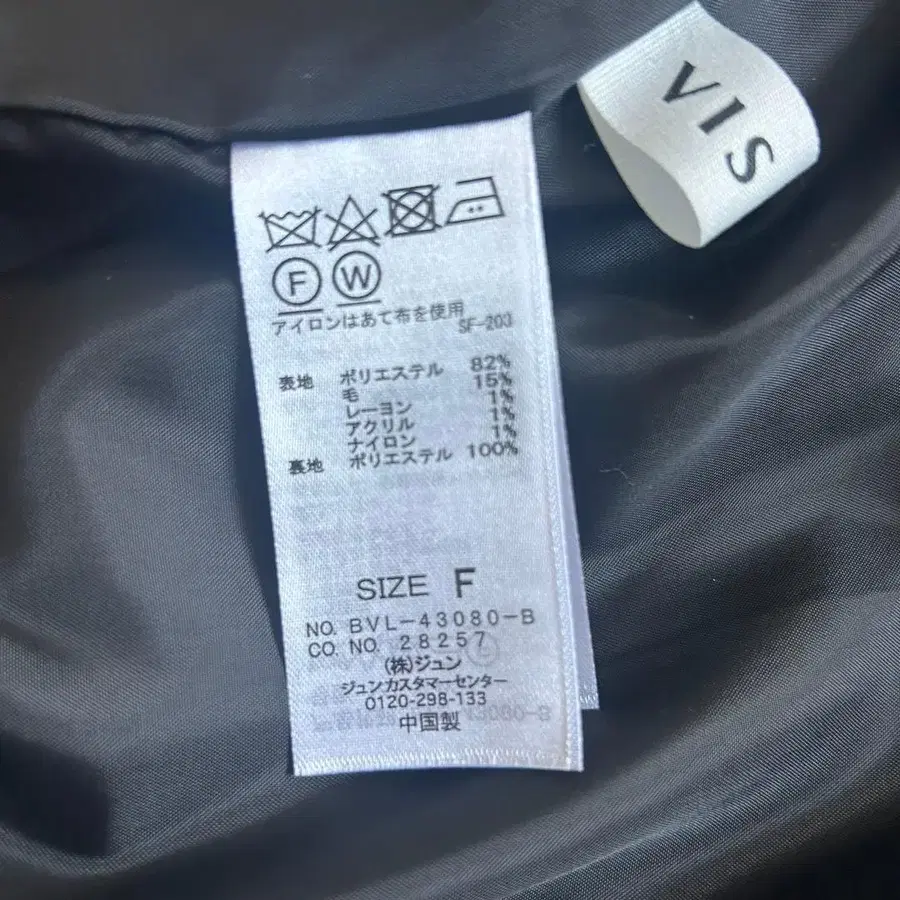 VIS
F W
アイロンはあて布を使用
SF-203
表地 ポリエステル 82%
毛 15%
レーヨン 1%
アクリル 1%
ナイロン 1%
裏地 ポリエステル 100%
SIZE F
NO. BVL-43080-B
CO. NO. 28257
(株)ジュン
ジュンカスタマーセンター
0120-298-133
中国製